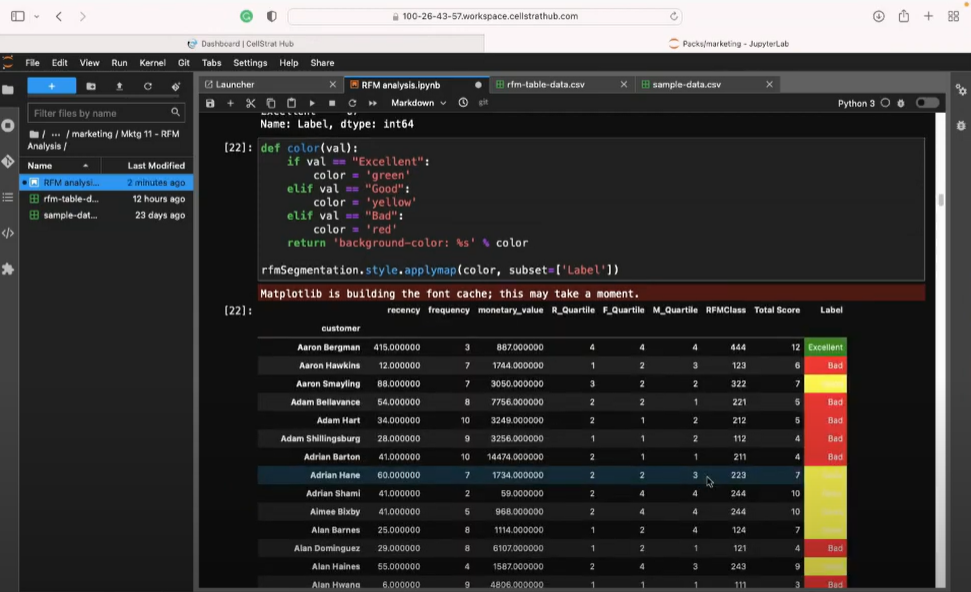 100-26-43-57.workspace.cellstrathub.com
Dashboard | CellStrat Hub
Packs/marketing - JupyterLab
File Edit View Run Kernel Git Tabs Settings Help Share
Launcher
RFM analysis.ipynb
rfm-table-data.csv
sample-data.csv
Markdown
git
Python 3
Filter files by name
/ ... / marketing / Mktg 11 - RFM
Analysis /
Name Last Modified
RFM analysi... 2 minutes ago
rfm-table-d... 12 hours ago
sample-dat... 23 days ago
Name: Label, dtype: int64
[22]: def color(val):
if val == "Excellent":
color = 'green'
elif val == "Good":
color = 'yellow'
elif val == "Bad":
color = 'red'
return 'background-color: %s' % color
rfmSegmentation.style.applymap(color, subset=['Label'])
Matplotlib is building the font cache; this may take a moment.
[22]: recency frequency monetary_value R_Quartile F_Quartile M_Quartile RFMClass Total Score Label
customer
Aaron Bergman 415.000000 3 887.000000 4 4 4 444 12 Excellent
Aaron Hawkins 12.000000 7 1744.000000 1 2 3 123 6 Bad
Aaron Smayling 88.000000 7 3050.000000 3 2 2 322 7
Adam Bellavance 54.000000 8 7756.000000 2 2 1 221 5 Bad
Adam Hart 34.000000 10 3249.000000 2 1 2 212 5 Bad
Adam Shillingsburg 28.000000 9 3256.000000 1 1 2 112 4 Bad
Adrian Barton 41.000000 10 14474.000000 2 1 1 211 4 Bad
Adrian Hane 60.000000 7 1734.000000 2 2 3 223 7
Adrian Shami 41.000000 2 59.000000 2 4 4 244 10
Aimee Bixby 41.000000 5 968.000000 2 4 4 244 10
Alan Barnes 25.000000 8 1114.000000 1 2 4 124 7
Alan Dominguez 29.000000 8 6107.000000 1 2 1 121 4 Bad
Alan Haines 55.000000 4 1587.000000 2 4 3 243 9
Alan Hwang 6.000000 9 4806.000000 1 1 1 111 3 Bad